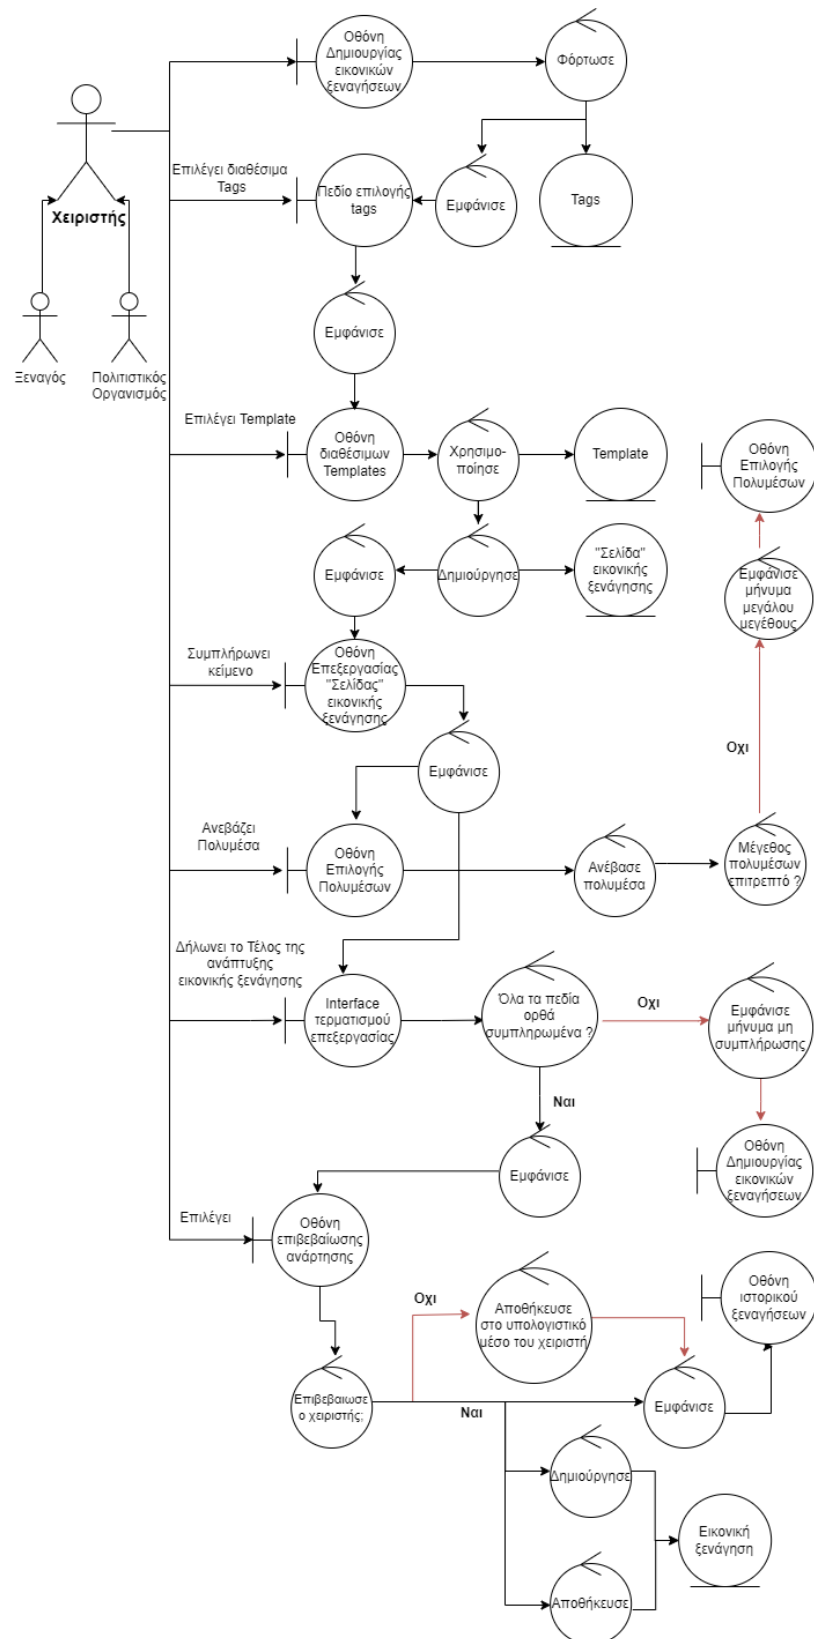 Οθόνη
Δημιουργίας
εικονικών
ξεναγήσεων
Φόρτωσε
Επιλέγει διαθέσιμα
Tags
Πεδίο επιλογής
tags
Εμφάνισε
Tags
Χειριστής
Ξεναγός
Πολιτιστικός
Οργανισμός
Εμφάνισε
Επιλέγει Template
Οθόνη
διαθέσιμων
Templates
Χρησιμο-
ποίησε
Template
Οθόνη
Επιλογής
Πολυμέσων
Εμφάνισε
Δημιούργησε
"Σελίδα"
εικονικής
ξενάγησης
Εμφάνισε
μήνυμα
μεγάλου
μεγέθους
Συμπλήρωνει
κείμενο
Οθόνη
Επεξεργασίας
"Σελίδας"
εικονικής
ξενάγησης
Εμφάνισε
Οχι
Ανεβάζει
Πολυμέσα
Οθόνη
Επιλογής
Πολυμέσων
Ανέβασε
πολυμέσα
Μέγεθος
πολυμέσων
επιτρεπτό ?
Δήλωνει το Τέλος της
ανάπτυξης
εικονικής ξενάγησης
Interface
τερματισμού
επεξεργασίας
Όλα τα πεδία
ορθά
συμπληρωμένα ?
Οχι
Εμφάνισε
μήνυμα μη
συμπλήρωσης
Ναι
Εμφάνισε
Οθόνη
Δημιουργίας
εικονικών
ξεναγήσεων
Επιλέγει
Οθόνη
επιβεβαίωσης
ανάρτησης
Οχι
Αποθήκευσε
στο υπολογιστικό
μέσο του χειριστή
Οθόνη
ιστορικού
ξεναγήσεων
Επιβεβαιωσε
ο χειριστής;
Ναι
Εμφάνισε
Δημιούργησε
Εικονική
ξενάγηση
Αποθήκευσε